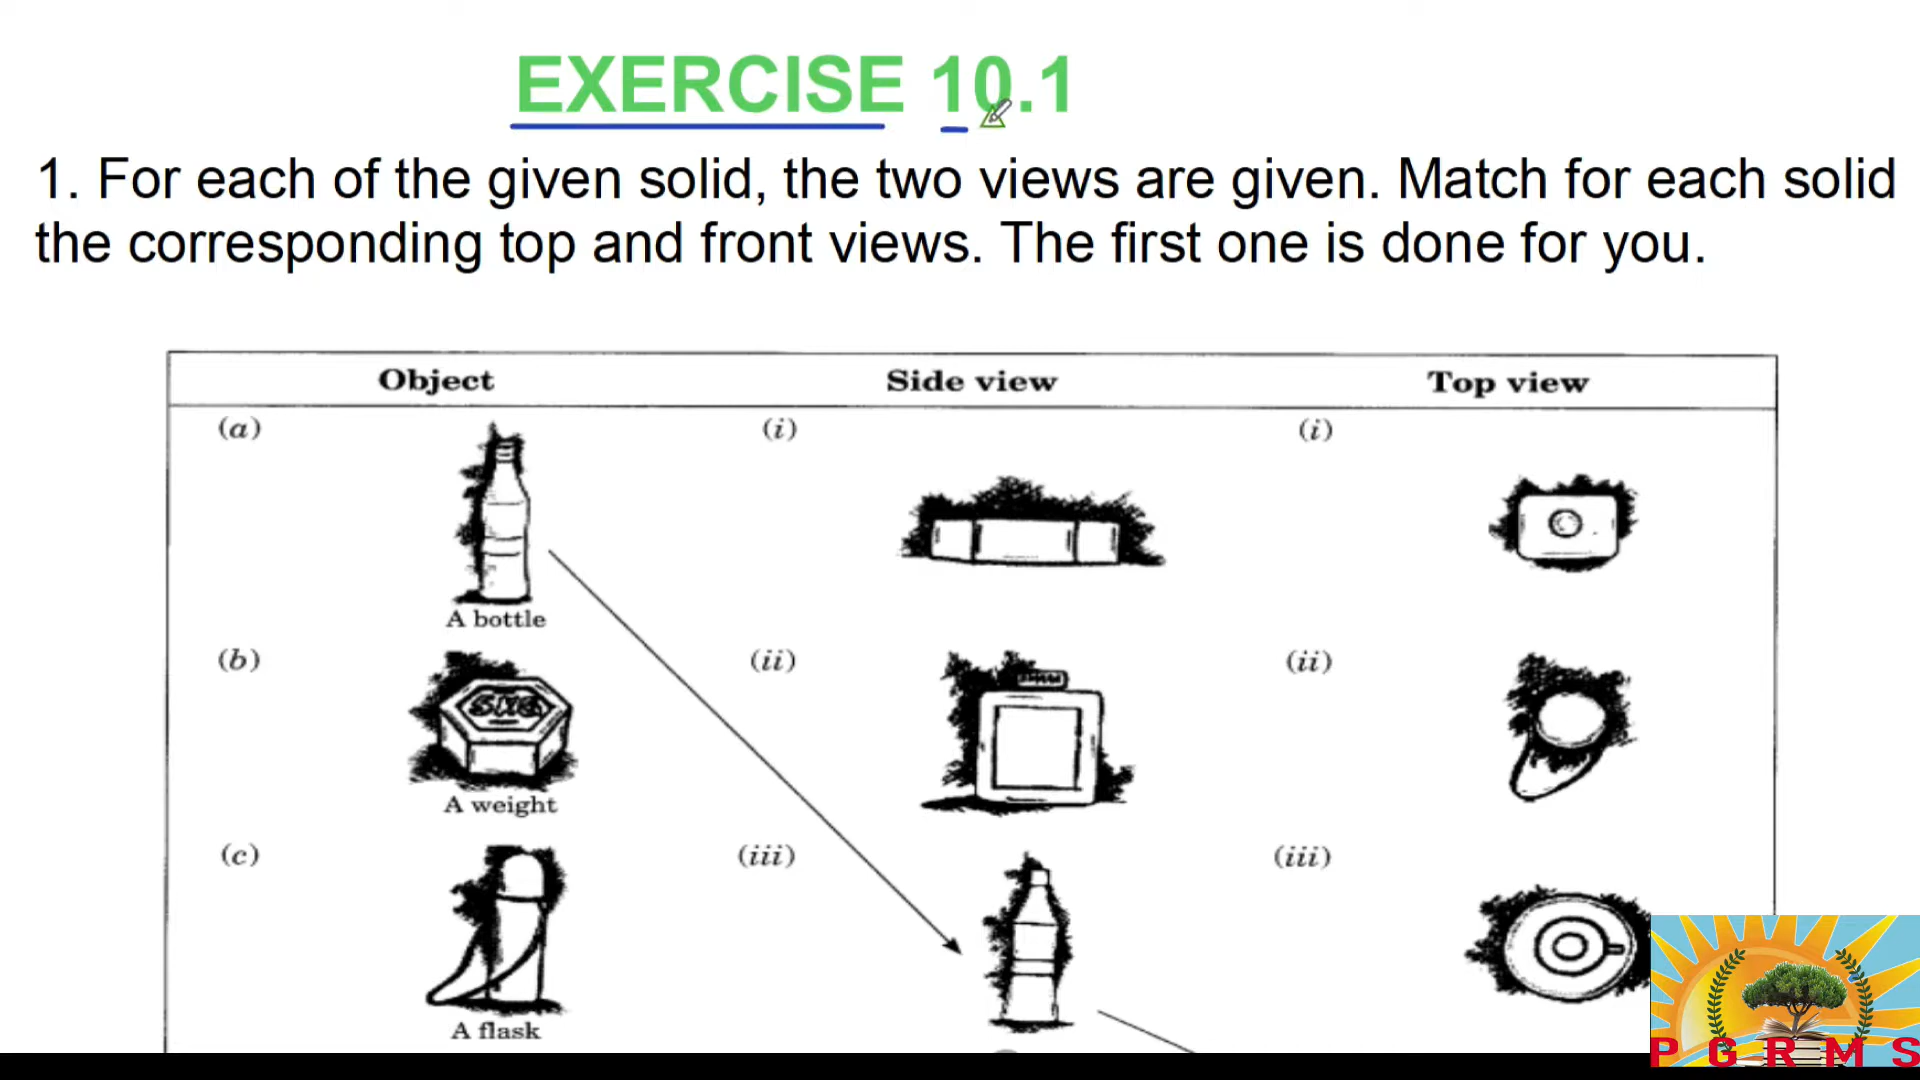 EXERCISE 10.1
1. For each of the given solid, the two views are given. Match for each solid
the corresponding top and front views. The first one is done for you.
Object Side view Top view
(a) (i) (i)
A bottle
(b) (ii) (ii)
A weight
(c) (iii) (iii)
A flask
PGRMS